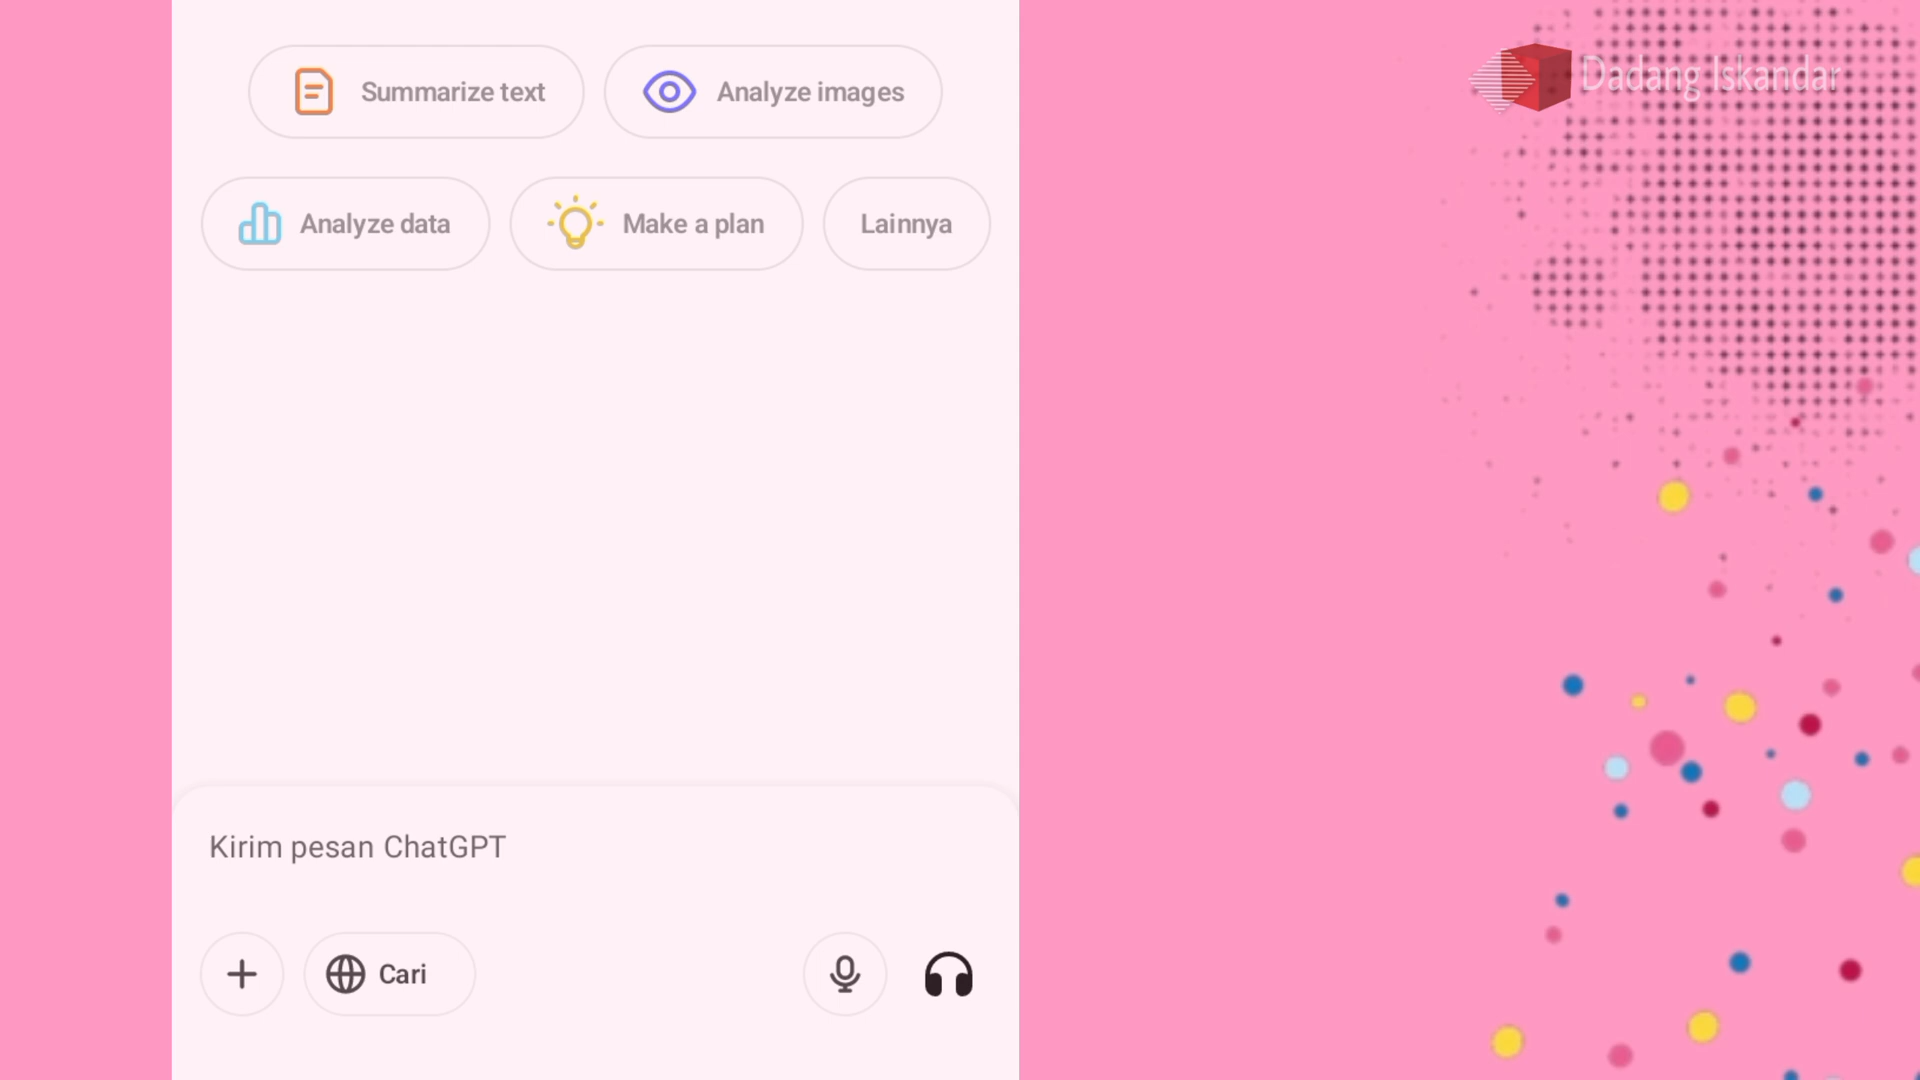 Summarize text
Analyze images
Analyze data
Make a plan
Lainnya
Kirim pesan ChatGPT
Cari
Dadang Iskandar